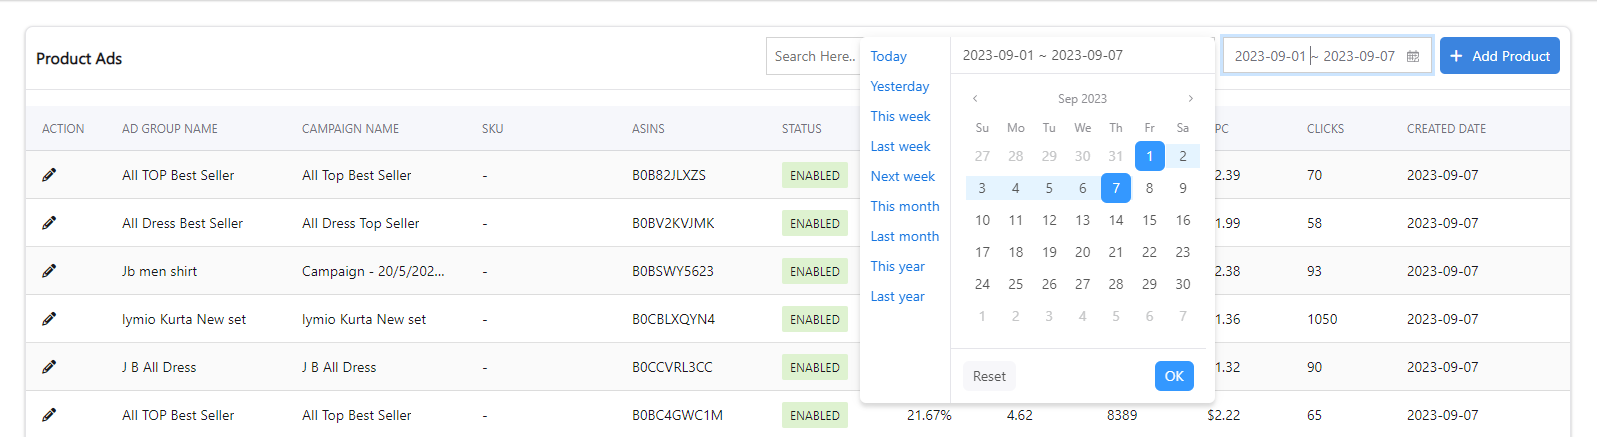 Product Ads
Search Here..
2023-09-01 ~ 2023-09-07
+ Add Product
Today
Yesterday
This week
Last week
Next week
This month
Last month
This year
Last year
2023-09-01 ~ 2023-09-07
Sep 2023
Su Mo Tu We Th Fr Sa
27 28 29 30 31 1 2
3 4 5 6 7 8 9
10 11 12 13 14 15 16
17 18 19 20 21 22 23
24 25 26 27 28 29 30
1 2 3 4 5 6 7
Reset OK
ACTION AD GROUP NAME CAMPAIGN NAME SKU ASINS STATUS PC CLICKS CREATED DATE
All TOP Best Seller All Top Best Seller - B0B82JLXZS ENABLED 2.39 70 2023-09-07
All Dress Best Seller All Dress Top Seller - B0BV2KVJMK ENABLED 1.99 58 2023-09-07
Jb men shirt Campaign - 20/5/202... - B0BSWY5623 ENABLED 2.38 93 2023-09-07
Iymio Kurta New set Iymio Kurta New set - B0CBLXQYN4 ENABLED 1.36 1050 2023-09-07
J B All Dress J B All Dress - B0CCVRL3CC ENABLED 1.32 90 2023-09-07
All TOP Best Seller All Top Best Seller - B0BC4GWC1M ENABLED 21.67% 4.62 8389 $2.22 65 2023-09-07